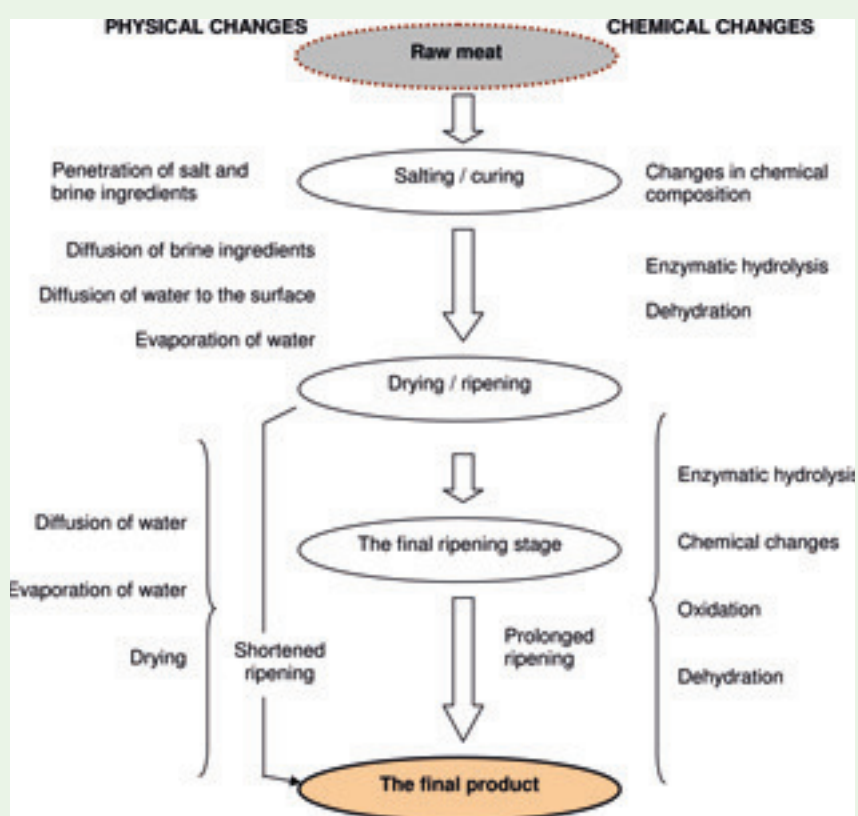 PHYSICAL CHANGES
CHEMICAL CHANGES
Raw meat
Penetration of salt and
brine ingredients
Salting / curing
Changes in chemical
composition
Diffusion of brine ingredients
Diffusion of water to the surface
Evaporation of water
Enzymatic hydrolysis
Dehydration
Drying / ripening
Diffusion of water
Evaporation of water
Drying
Shortened
ripening
The final ripening stage
Prolonged
ripening
Enzymatic hydrolysis
Chemical changes
Oxidation
Dehydration
The final product